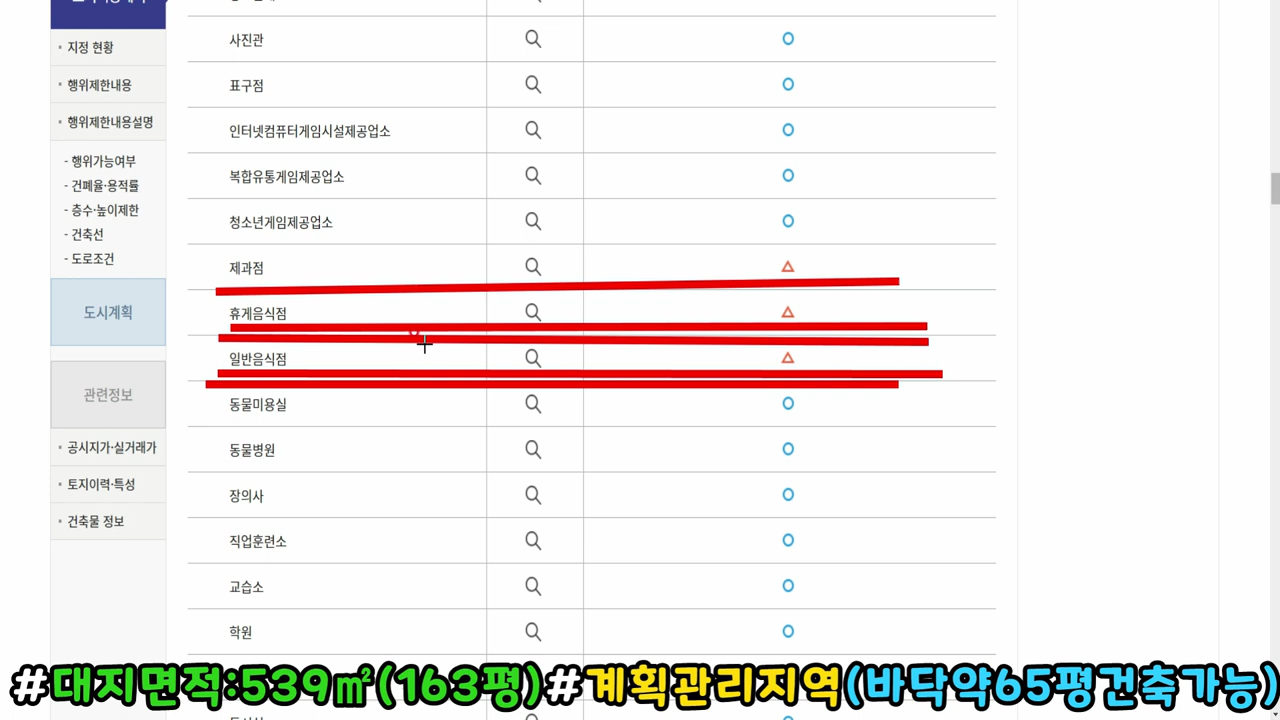 · 지정 현황
· 행위제한내용
· 행위제한내용설명
- 행위가능여부
- 건폐율·용적률
- 층수·높이제한
- 건축선
- 도로조건
도시계획
관련정보
· 공시지가·실거래가
· 토지이력·특성
· 건축물 정보
사진관 O
표구점 O
인터넷컴퓨터게임시설제공업소 O
복합유통게임제공업소 O
청소년게임제공업소 O
제과점 △
휴게음식점 △
일반음식점 △
동물미용실 O
동물병원 O
장의사 O
직업훈련소 O
교습소 O
학원 O
#대지면적:539㎡(163평)#계획관리지역(바닥약65평건축가능)